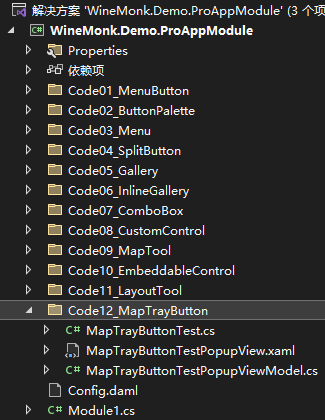 解决方案 'WineMonk.Demo.ProAppModule' (3 个项
WineMonk.Demo.ProAppModule
Properties
依赖项
Code01_MenuButton
Code02_ButtonPalette
Code03_Menu
Code04_SplitButton
Code05_Gallery
Code06_InlineGallery
Code07_ComboBox
Code08_CustomControl
Code09_MapTool
Code10_EmbeddableControl
Code11_LayoutTool
Code12_MapTrayButton
C# MapTrayButtonTest.cs
MapTrayButtonTestPopupView.xaml
C# MapTrayButtonTestPopupViewModel.cs
Config.daml
C# Module1.cs